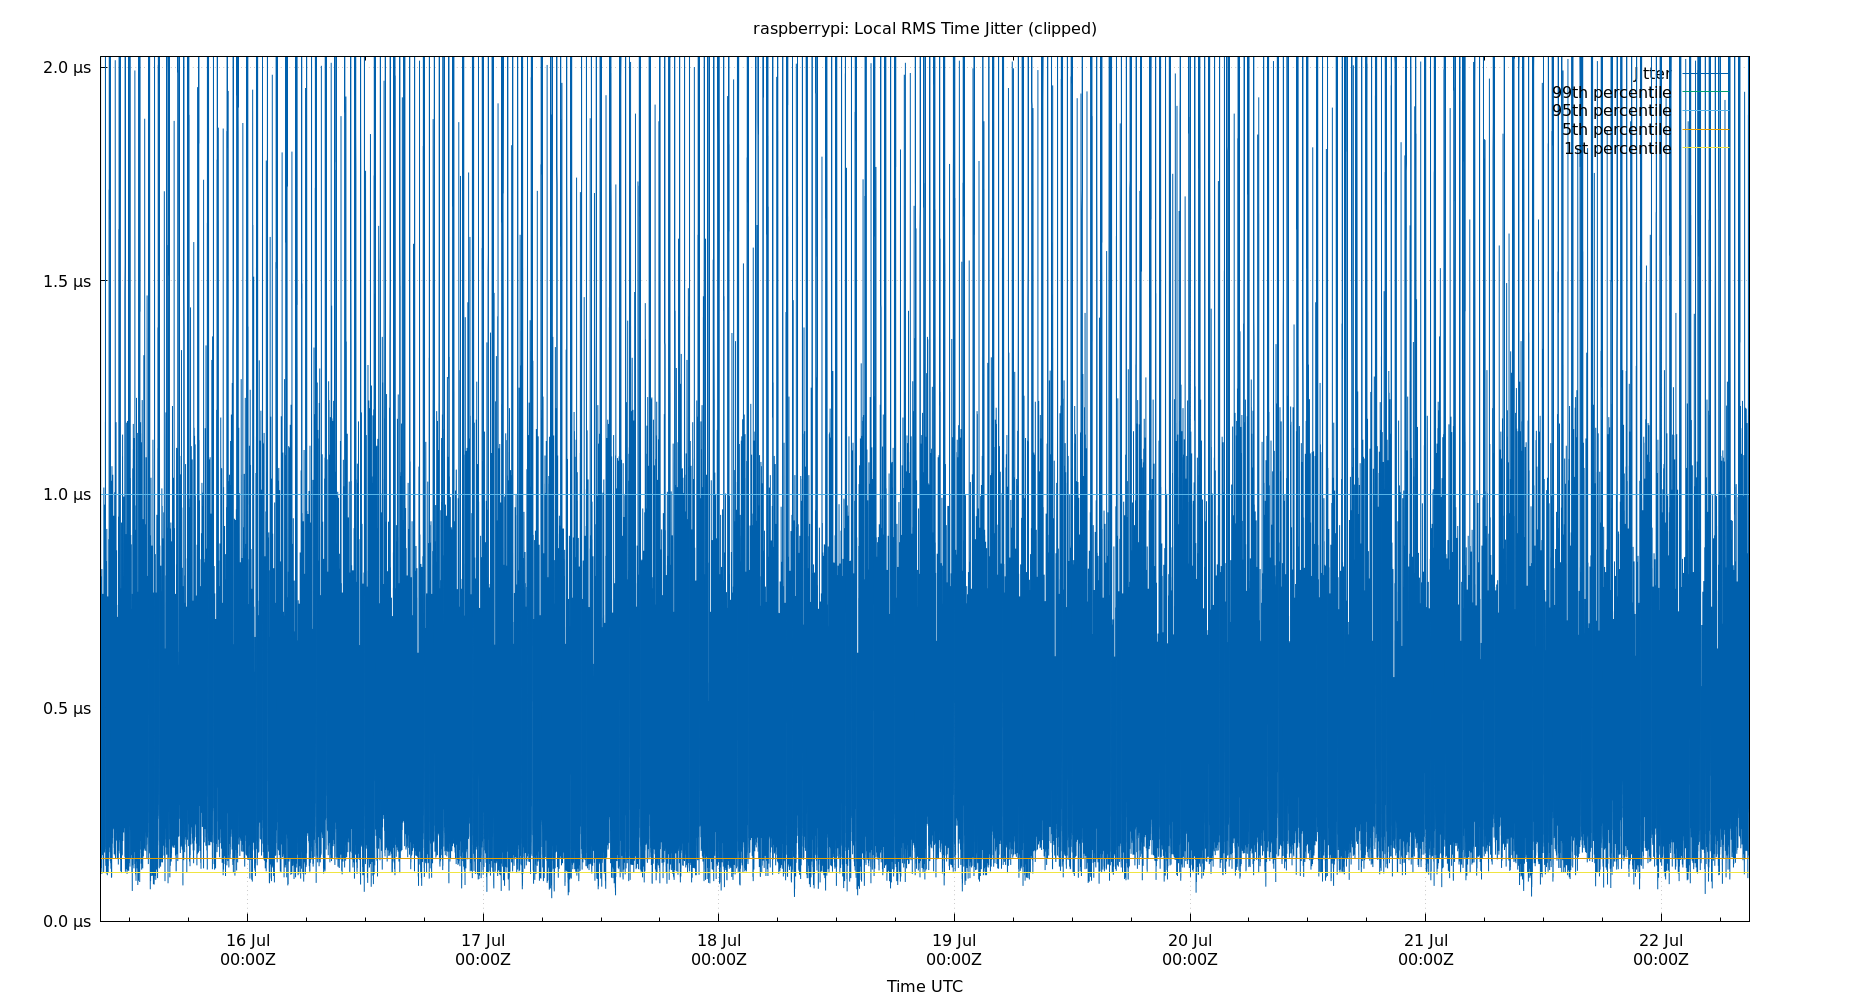 raspberrypi: Local RMS Time Jitter (clipped)
2.0 μs
1.5 μs
1.0 μs
0.5 μs
0.0 μs
jitter
99th percentile
95th percentile
5th percentile
1st percentile
16 Jul
00:00Z
17 Jul
00:00Z
18 Jul
00:00Z
19 Jul
00:00Z
20 Jul
00:00Z
21 Jul
00:00Z
22 Jul
00:00Z
Time UTC